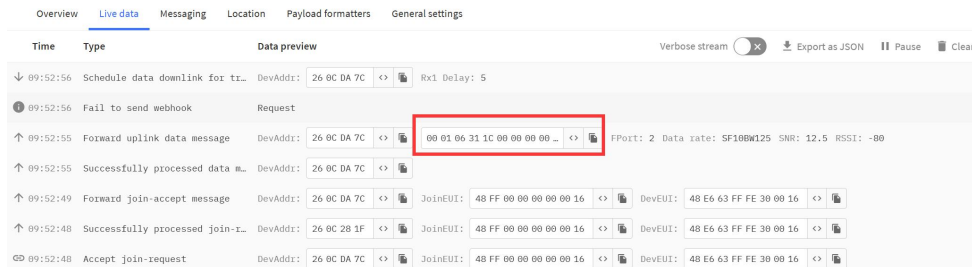 Overview Live data Messaging Location Payload formatters General settings
Time Type Data preview Verbose stream Export as JSON Pause Clear
09:52:56 Schedule data downlink for tr… DevAddr: 26 0C DA 7C <> Rx1 Delay: 5
09:52:56 Fail to send webhook Request
09:52:55 Forward uplink data message DevAddr: 26 0C DA 7C <> 00 01 06 31 1C 00 00 00 00 … <> FPort: 2 Data rate: SF10BW125 SNR: 12.5 RSSI: -80
09:52:55 Successfully processed data m… DevAddr: 26 0C DA 7C <>
09:52:49 Forward join-accept message DevAddr: 26 0C DA 7C <> JoinEUI: 48 FF 00 00 00 00 00 16 <> DevEUI: 48 E6 63 FF FE 30 00 16 <>
09:52:48 Successfully processed join-r… DevAddr: 26 0C 28 1F <> JoinEUI: 48 FF 00 00 00 00 00 16 <> DevEUI: 48 E6 63 FF FE 30 00 16 <>
09:52:48 Accept join-request DevAddr: 26 0C DA 7C <> JoinEUI: 48 FF 00 00 00 00 00 16 <> DevEUI: 48 E6 63 FF FE 30 00 16 <>